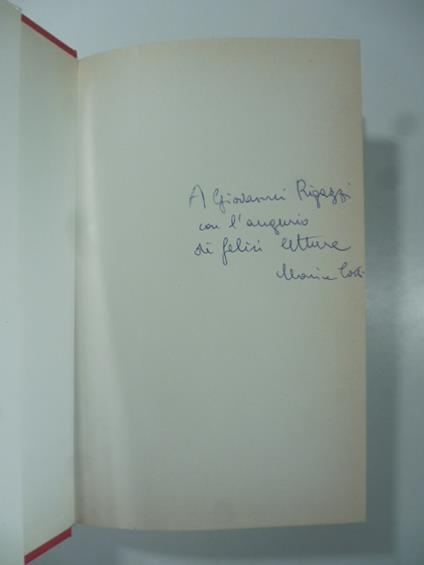 A Giovanni Rigazzi
con l'augurio
di felici letture